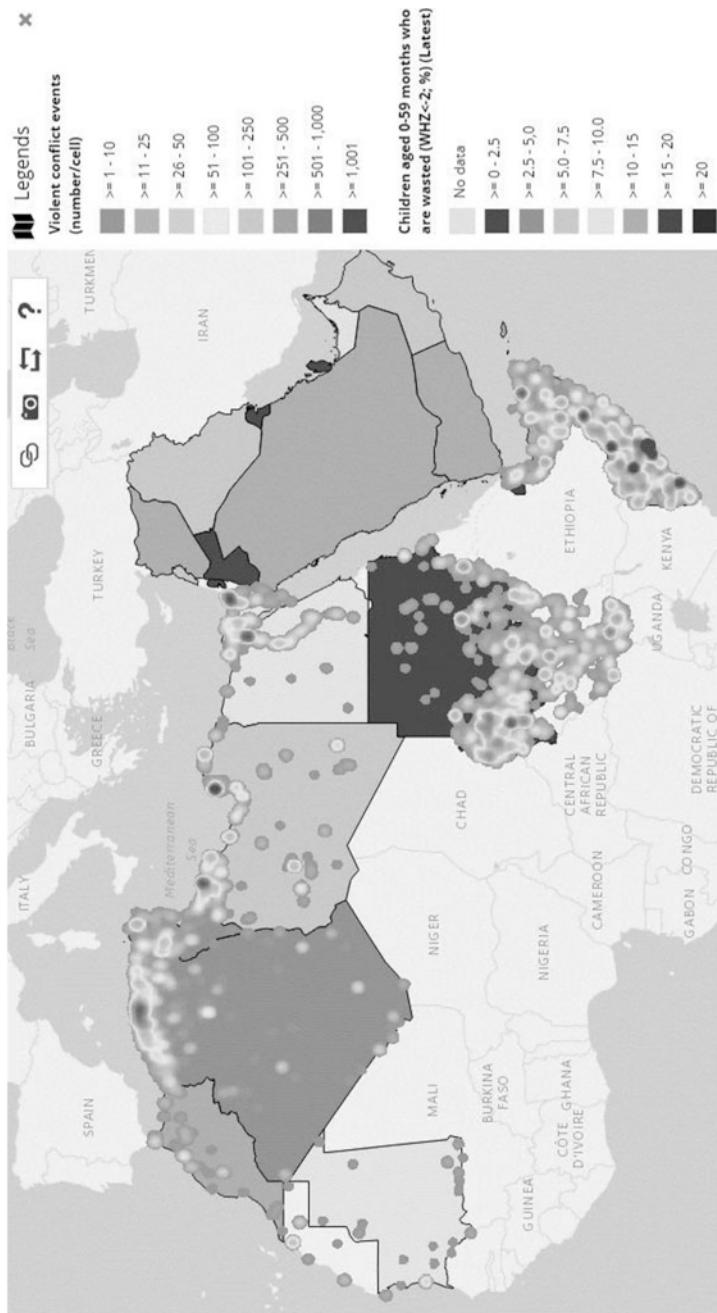 Legends
Violent conflict events
(number/cell)
>= 1 - 10
>= 11 - 25
>= 26 - 50
>= 51 - 100
>= 101 - 250
>= 251 - 500
>= 501 - 1,000
>= 1,001
Children aged 0-59 months who
are wasted (WHZ<-2; %) (Latest)
No data
>= 0 - 2.5
>= 2.5 - 5,0
>= 5.0 - 7.5
>= 7.5 - 10.0
>= 10 - 15
>= 15 - 20
>= 20
?
Black
Sea
TURKMEN
BULGARIA
ITALY
GREECE
TURKEY
SPAIN
IRAN
Mediterranean
Sea
MALI
NIGER
CHAD
BURKINA
FASO
GUINEA
NIGERIA
ETHIOPIA
CÔTE
D'IVOIRE
GHANA
CENTRAL
AFRICAN
REPUBLIC
CAMEROON
UGANDA
KENYA
GABON
CONGO
DEMOCRATIC
REPUBLIC OF